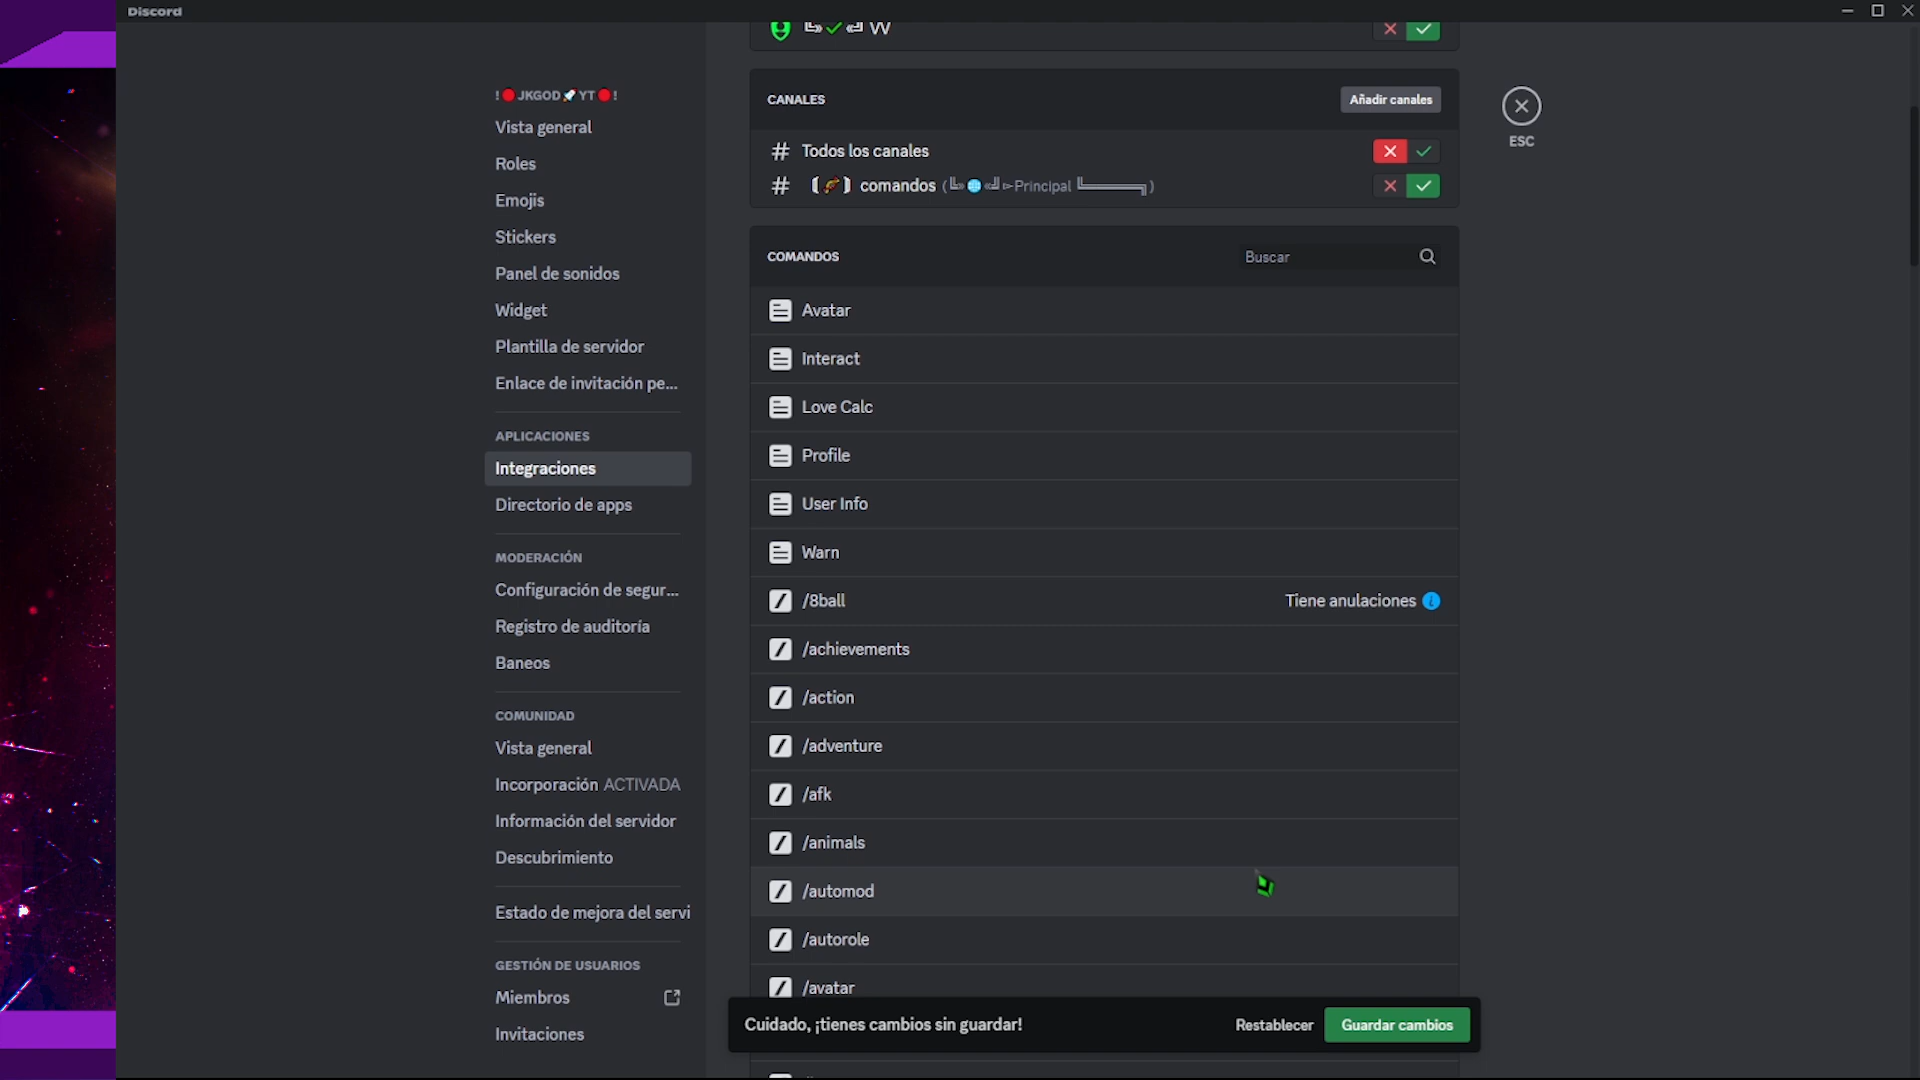 Discord
W
! JKGOD YT !
Vista general
Roles
Emojis
Stickers
Panel de sonidos
Widget
Plantilla de servidor
Enlace de invitación pe...
APLICACIONES
Integraciones
Directorio de apps
MODERACIÓN
Configuración de segur...
Registro de auditoría
Baneos
COMUNIDAD
Vista general
Incorporación ACTIVADA
Información del servidor
Descubrimiento
Estado de mejora del servi
GESTIÓN DE USUARIOS
Miembros
Invitaciones
CANALES
Añadir canales
# Todos los canales
# 〔🏹〕 comandos (╚»🌐«╝▻Principal ╚═════╗)
COMANDOS
Buscar
Avatar
Interact
Love Calc
Profile
User Info
Warn
/8ball
Tiene anulaciones
/achievements
/action
/adventure
/afk
/animals
/automod
/autorole
/avatar
Cuidado, ¡tienes cambios sin guardar!
Restablecer
Guardar cambios
ESC